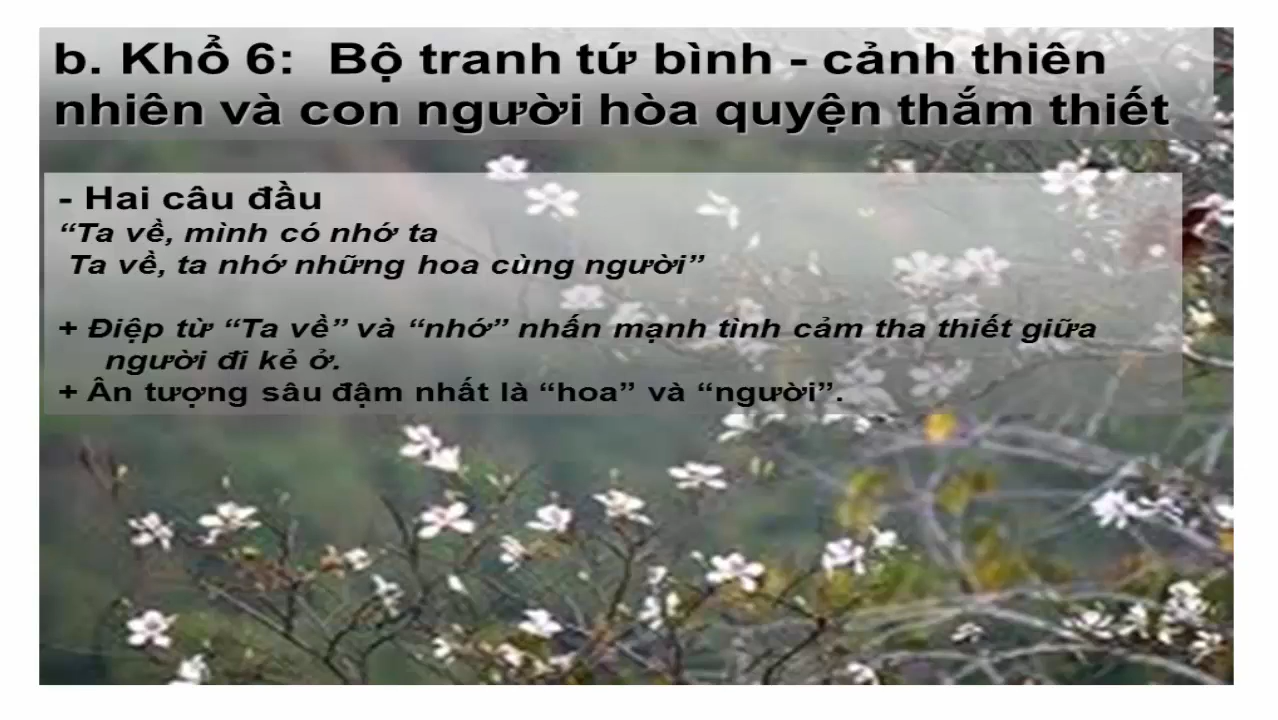 b. Khổ 6: Bộ tranh tứ bình - cảnh thiên
nhiên và con người hòa quyện thắm thiết
- Hai câu đầu
“Ta về, mình có nhớ ta
Ta về, ta nhớ những hoa cùng người”
+ Điệp từ “Ta về” và “nhớ” nhấn mạnh tình cảm tha thiết giữa
người đi kẻ ở.
+ Ân tượng sâu đậm nhất là “hoa” và “người”.